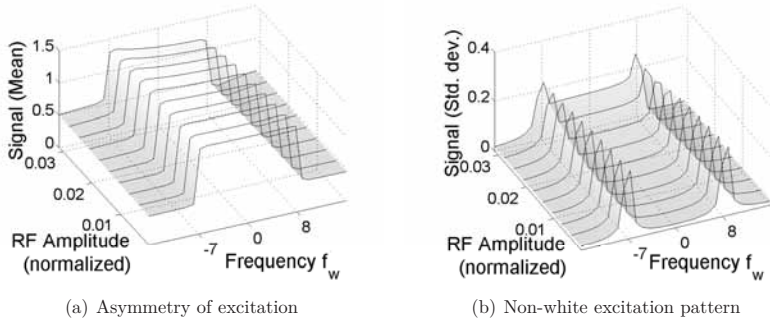 Signal (Mean)
1.5
1
0.5
0
0.03
0.02
0.01
RF Amplitude
(normalized)
-7
0
8
Frequency f_w
(a) Asymmetry of excitation
Signal (Std. dev.)
0.4
0.2
0
0.03
0.02
0.01
RF Amplitude
(normalized)
-7
0
8
Frequency f_w
(b) Non-white excitation pattern